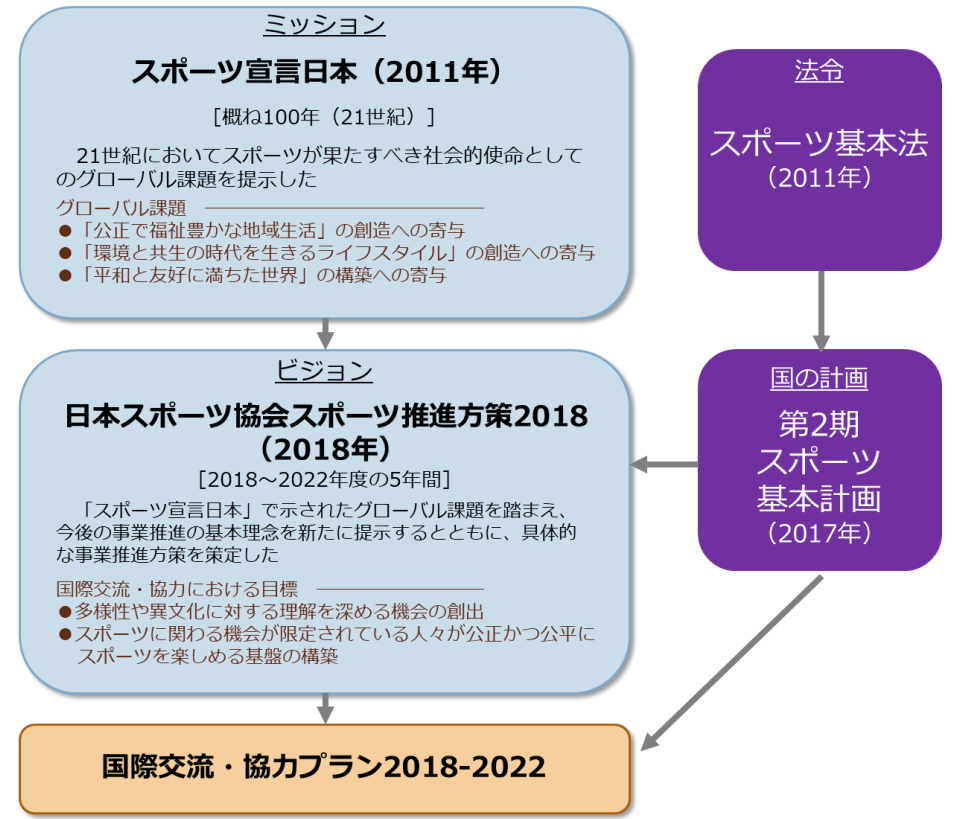 ミッション
スポーツ宣言日本（2011年）
［概ね100年（21世紀）］
21世紀においてスポーツが果たすべき社会的使命として
のグローバル課題を提示した
グローバル課題
●「公正で福祉豊かな地域生活」の創造への寄与
●「環境と共生の時代を生きるライフスタイル」の創造への寄与
●「平和と友好に満ちた世界」の構築への寄与
ビジョン
日本スポーツ協会スポーツ推進方策2018
（2018年）
［2018～2022年度の5年間］
「スポーツ宣言日本」で示されたグローバル課題を踏まえ、
今後の事業推進の基本理念を新たに提示するとともに、具体的
な事業推進方策を策定した
国際交流・協力における目標
●多様性や異文化に対する理解を深める機会の創出
●スポーツに関わる機会が限定されている人々が公正かつ公平に
スポーツを楽しめる基盤の構築
国際交流・協力プラン2018-2022
法令
スポーツ基本法
（2011年）
国の計画
第2期
スポーツ
基本計画
（2017年）